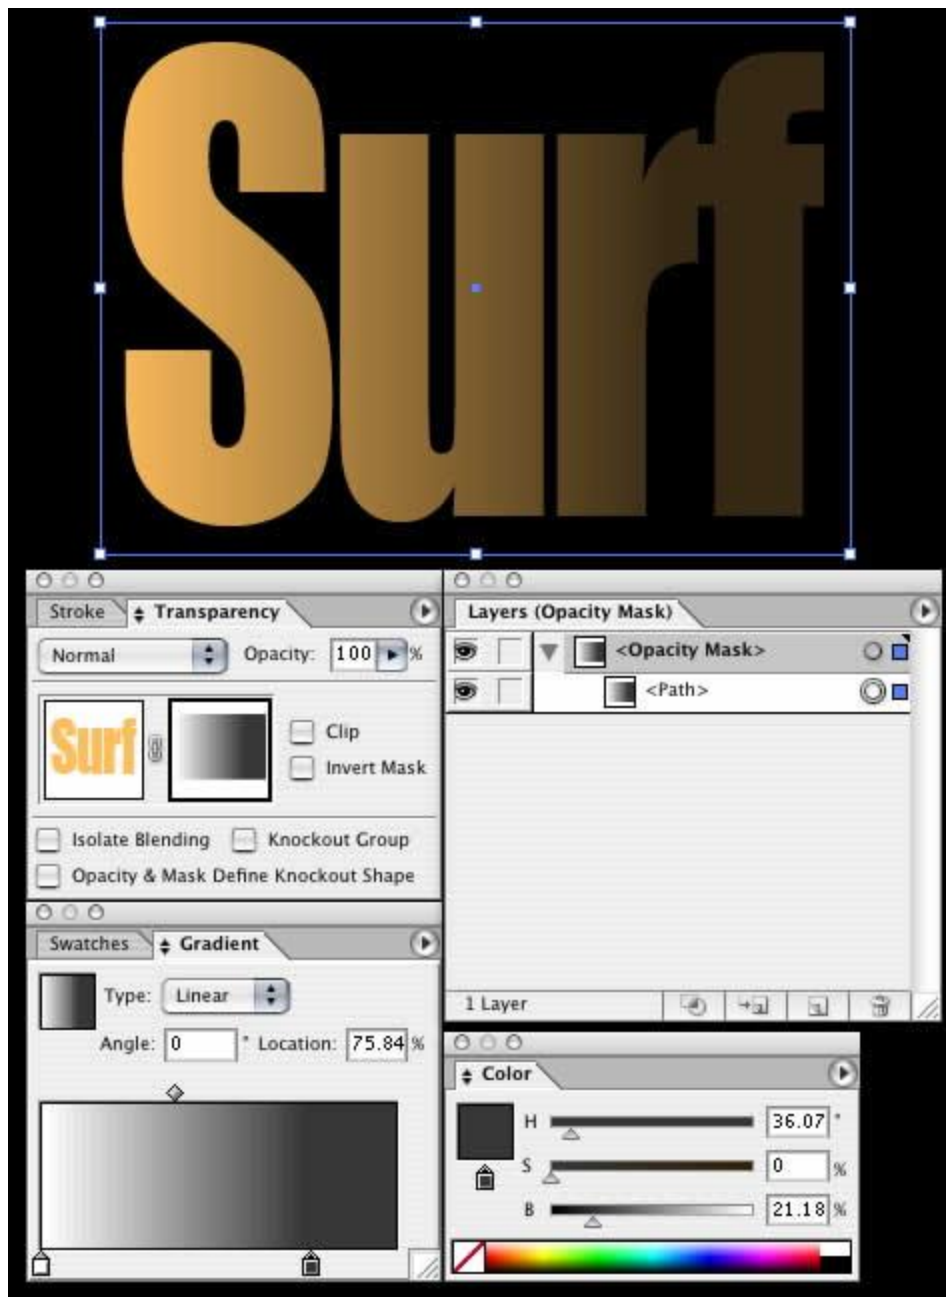 Surf
Stroke Transparency
Normal Opacity: 100 %
Surf
Clip
Invert Mask
Isolate Blending Knockout Group
Opacity & Mask Define Knockout Shape
Layers (Opacity Mask)
<Opacity Mask>
<Path>
1 Layer
Swatches Gradient
Type: Linear
Angle: 0 ° Location: 75.84 %
Color
H 36.07 °
S 0 %
B 21.18 %